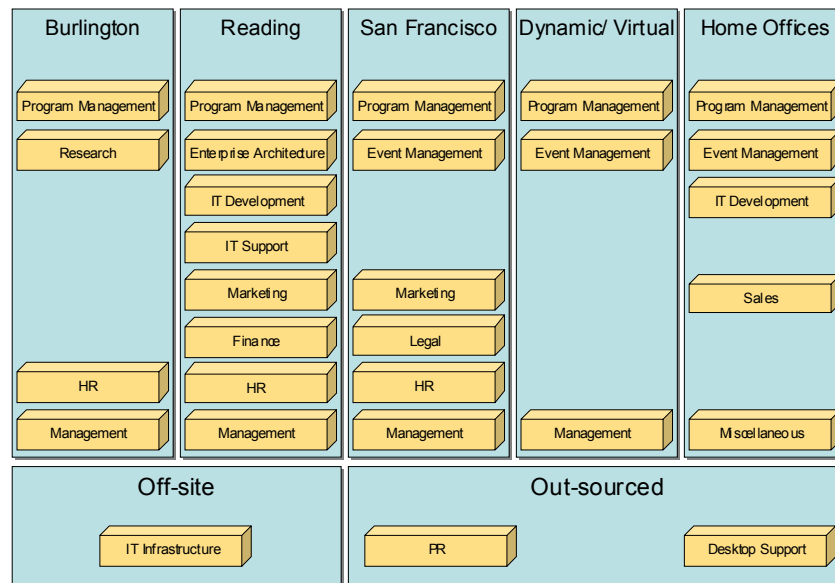 Burlington
Program Management
Research
HR
Management
Reading
Program Management
Enterprise Architecture
IT Development
IT Support
Marketing
Finance
HR
Management
San Francisco
Program Management
Event Management
Marketing
Legal
HR
Management
Dynamic/ Virtual
Program Management
Event Management
Management
Home Offices
Program Management
Event Management
IT Development
Sales
Miscellaneous
Off-site
IT Infrastructure
Out-sourced
PR
Desktop Support